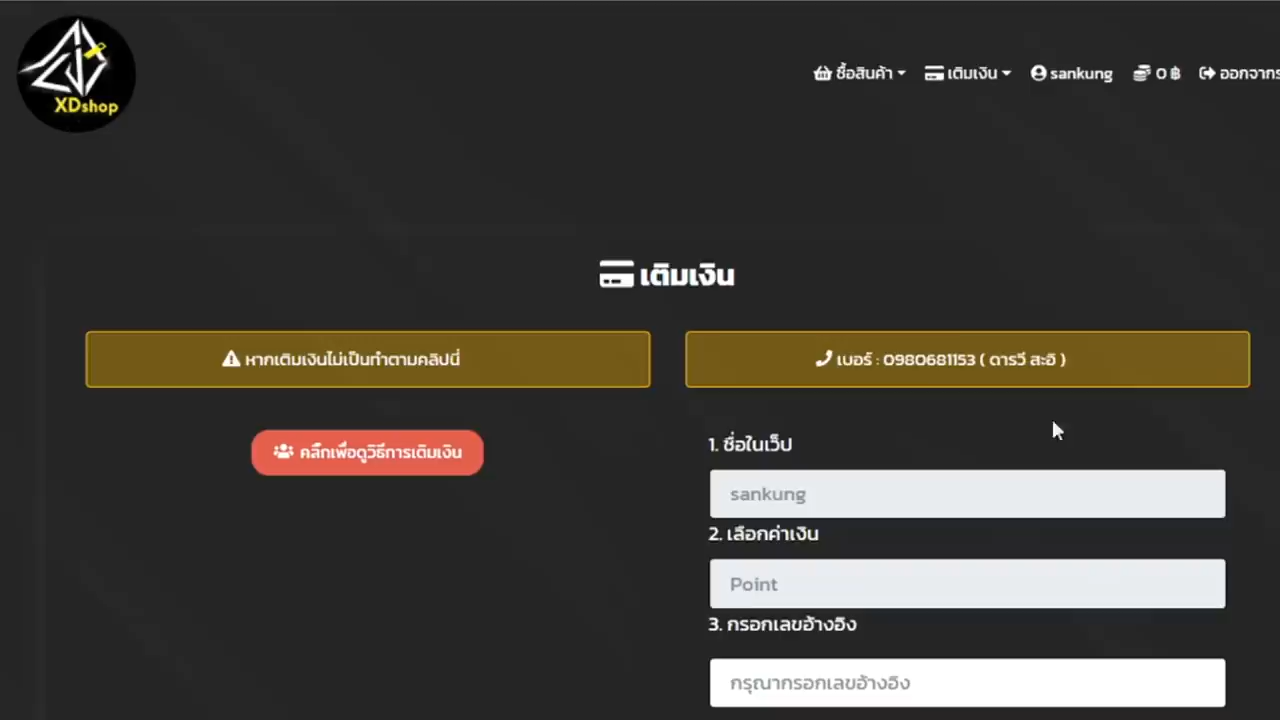 XDshop
ซื้อสินค้า เติมเงิน sankung 0 ฿ ออกจากร
เติมเงิน
หากเติมเงินไม่เป็นทำตามคลิปนี่
เบอร์ : 0980681153 ( ดารวี สะอิ )
คลิ๊กเพื่อดูวิธีการเติมเงิน
1. ชื่อในเว็ป
sankung
2. เลือกค่าเงิน
Point
3. กรอกเลขอ้างอิง
กรุณากรอกเลขอ้างอิง